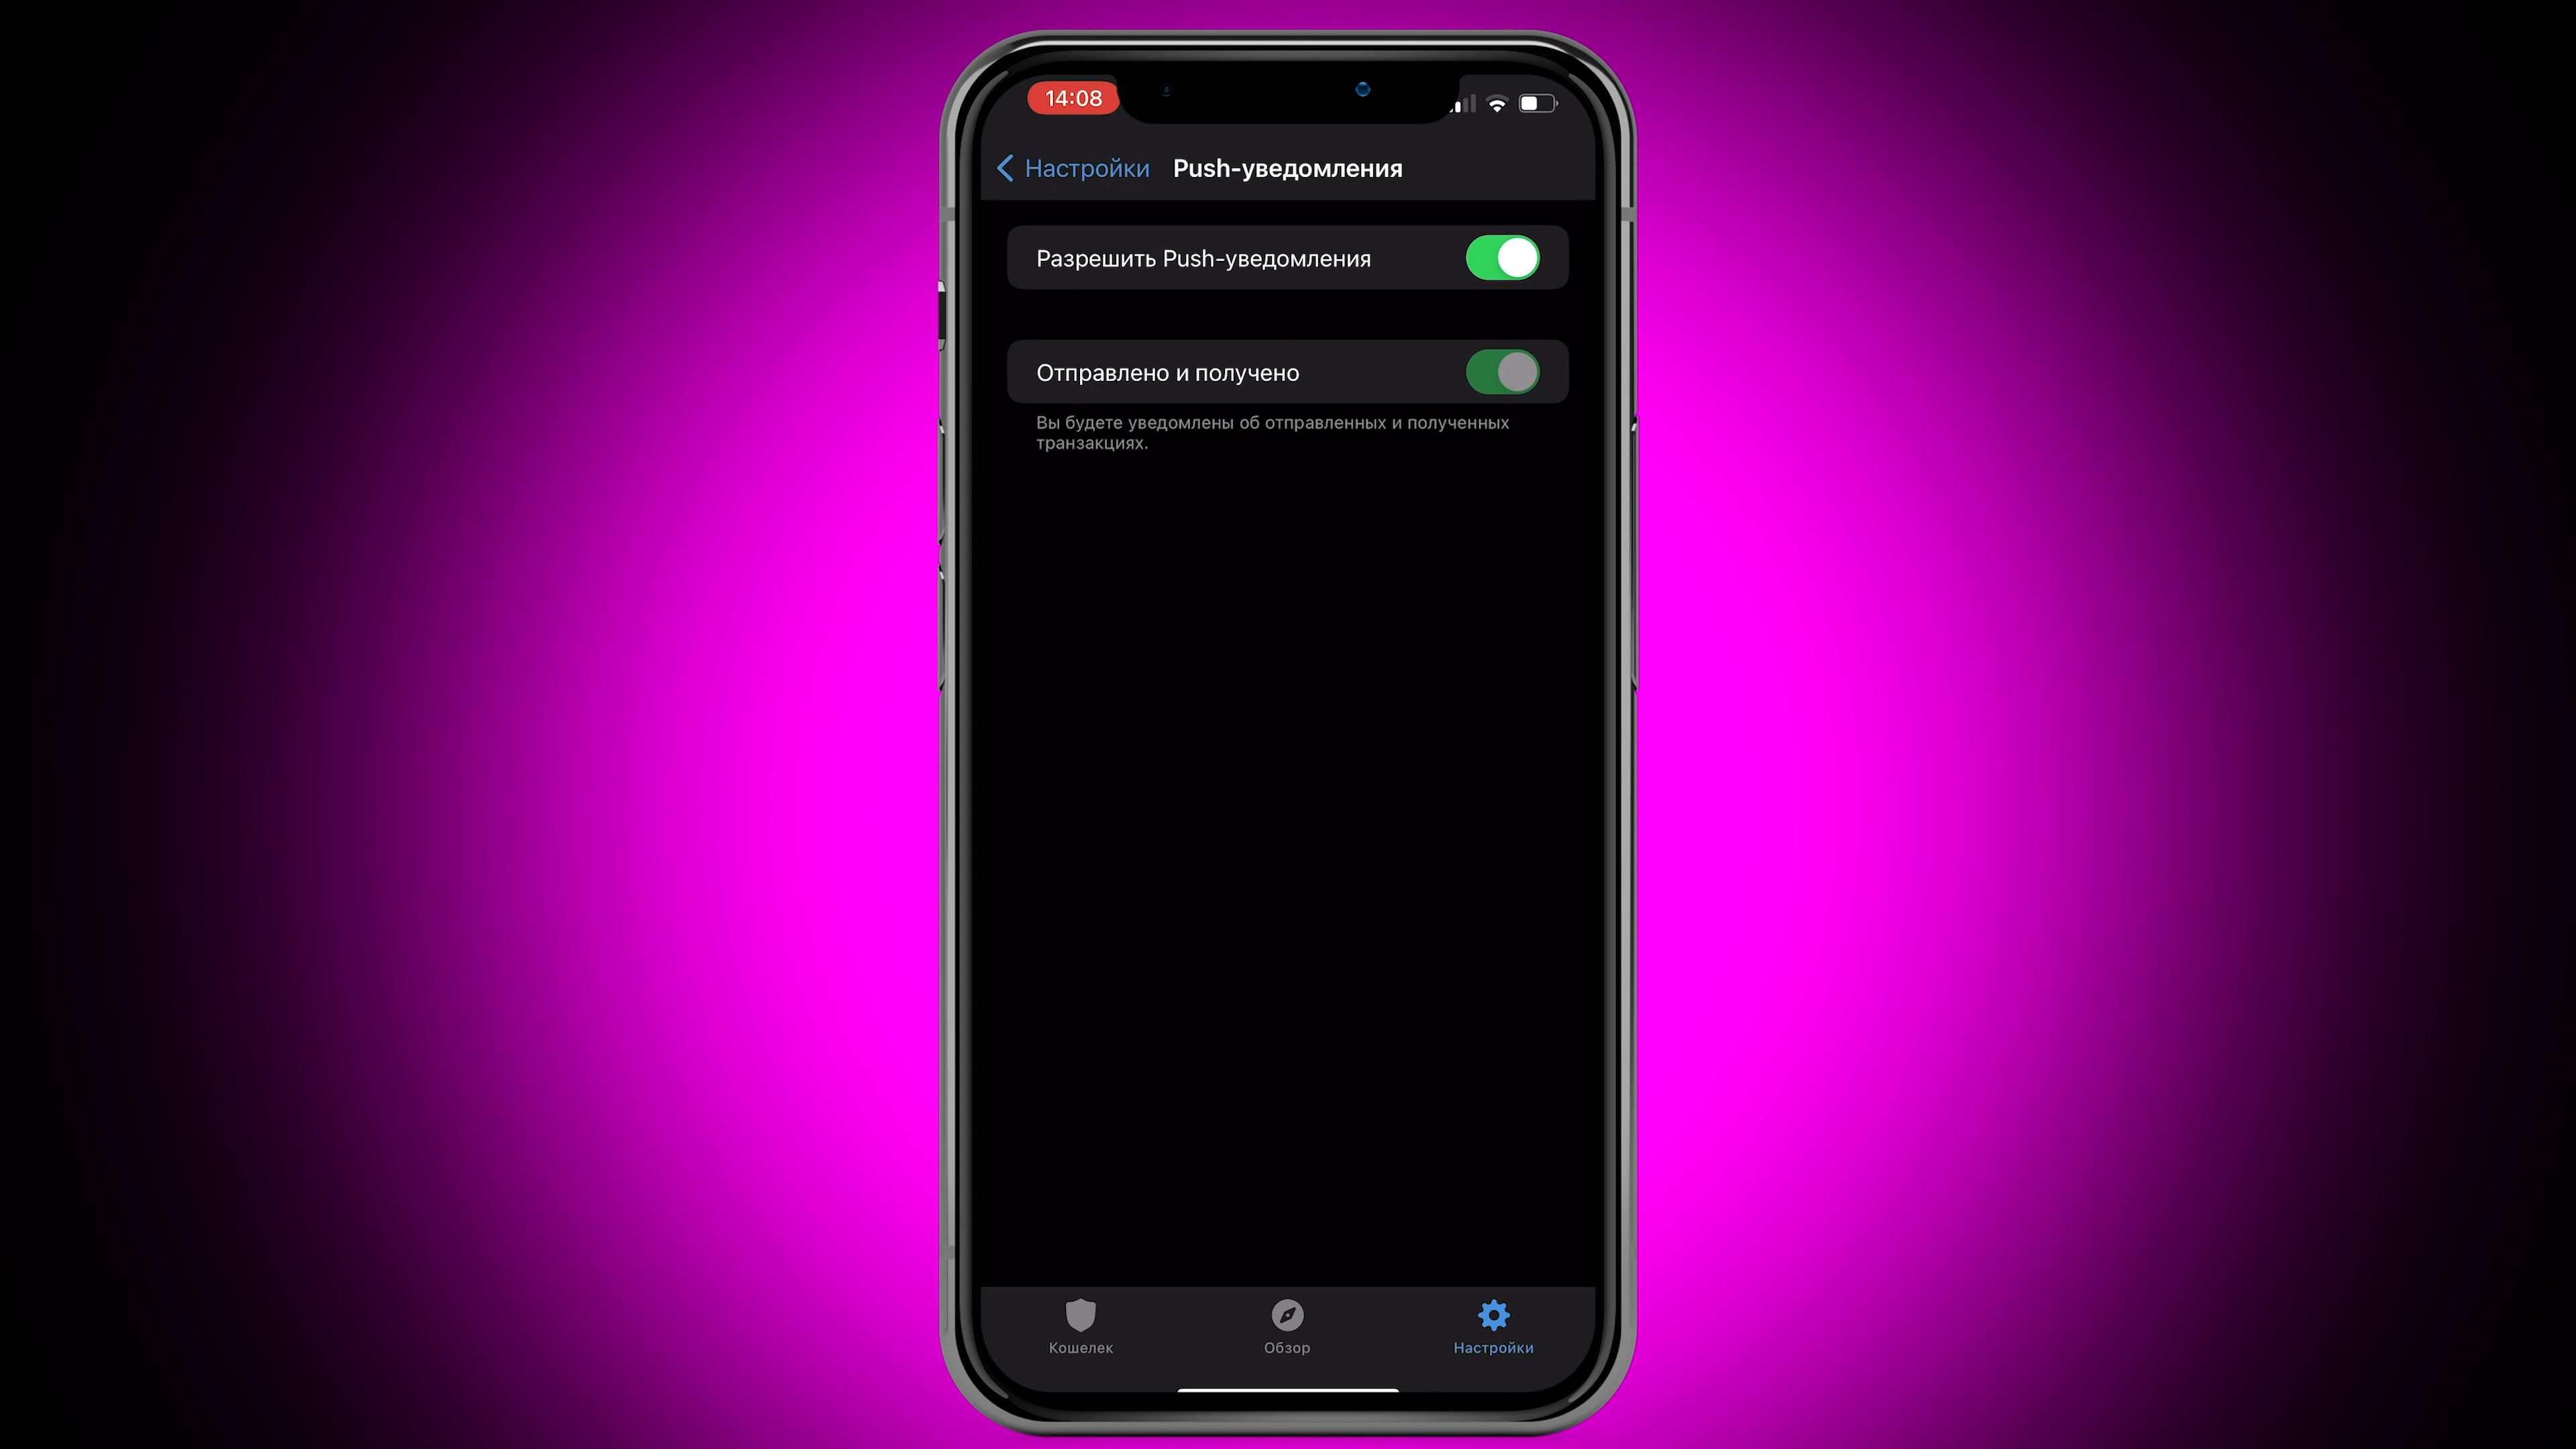 14:08
Настройки Push-уведомления
Разрешить Push-уведомления
Отправлено и получено
Вы будете уведомлены об отправленных и полученных
транзакциях.
Кошелек Обзор Настройки